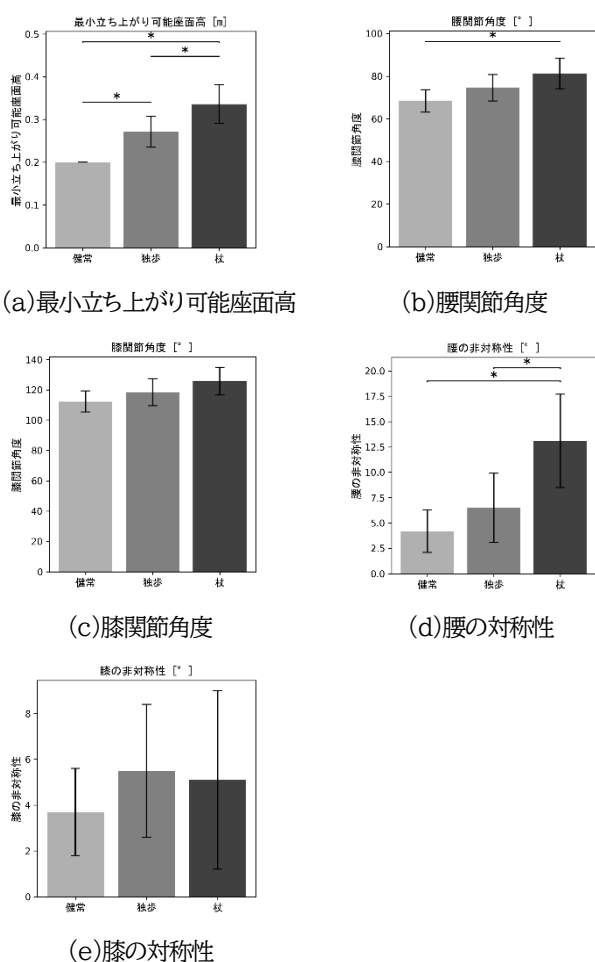 最小立ち上がり可能座面高 [m]
最小立ち上がり可能座面高
0.5
0.4
0.3
0.2
0.1
0.0
*
*
*
健常 独歩 杖
(a)最小立ち上がり可能座面高
腰関節角度 [° ]
膝関節角度
100
80
60
40
20
0
*
健常 独歩 杖
(b)腰関節角度
膝関節角度 [° ]
膝関節角度
140
120
100
80
60
40
20
0
健常 独歩 杖
(c)膝関節角度
腰の非対称性 [° ]
腰の非対称性
20.0
17.5
15.0
12.5
10.0
7.5
5.0
2.5
0.0
*
*
健常 独歩 杖
(d)腰の対称性
膝の非対称性 [° ]
膝の非対称性
8
6
4
2
0
健常 独歩 杖
(e)膝の対称性